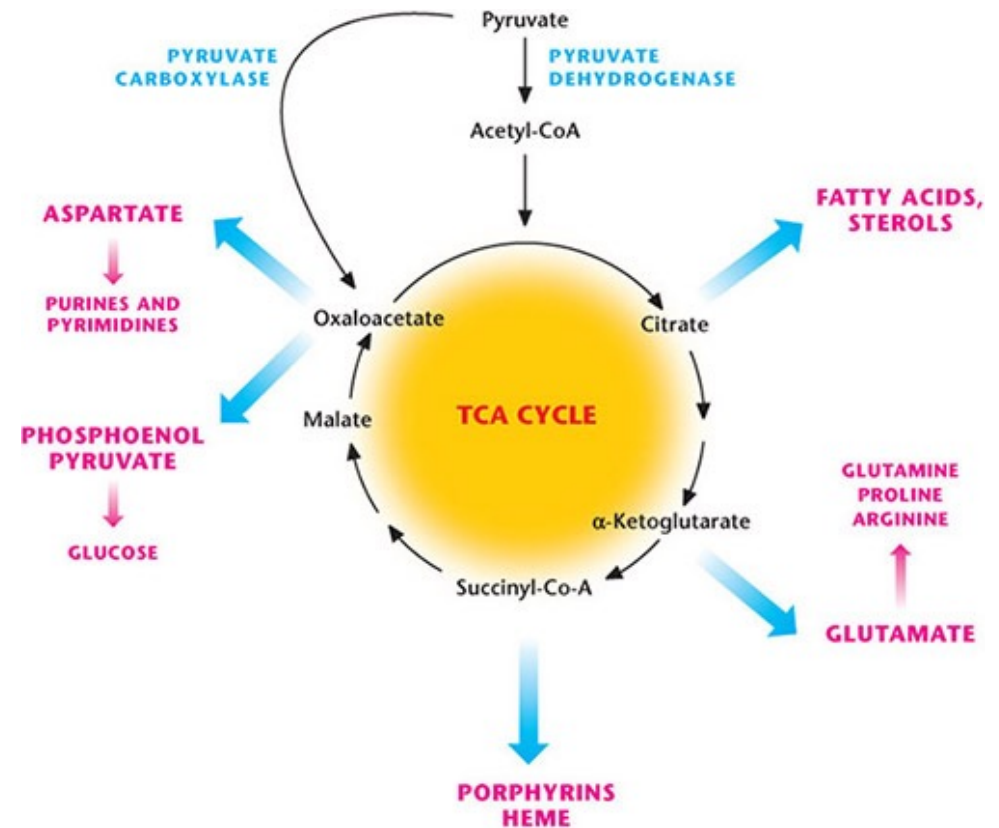 Pyruvate
PYRUVATE
CARBOXYLASE
PYRUVATE
DEHYDROGENASE
Acetyl-CoA
ASPARTATE
PURINES AND
PYRIMIDINES
FATTY ACIDS,
STEROLS
Oxaloacetate
Citrate
Malate
TCA CYCLE
PHOSPHOENOL
PYRUVATE
GLUCOSE
GLUTAMINE
PROLINE
ARGININE
α-Ketoglutarate
Succinyl-Co-A
GLUTAMATE
PORPHYRINS
HEME